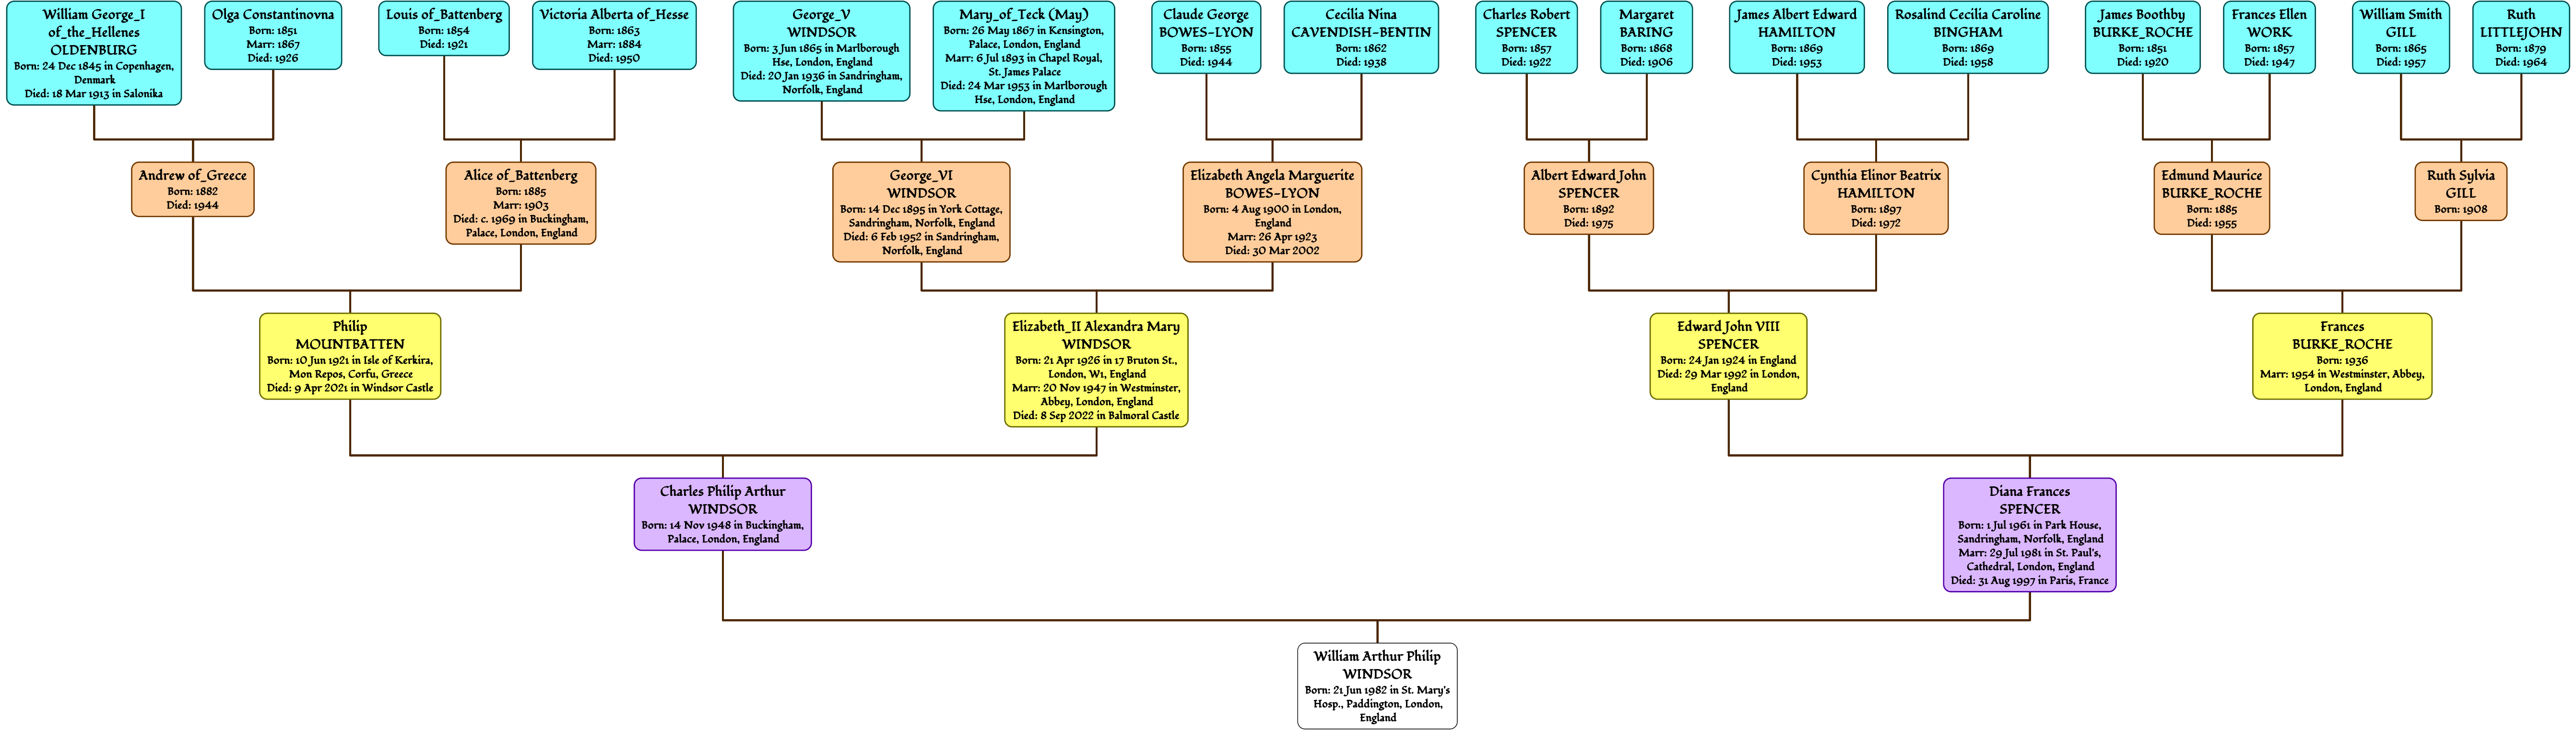 William George_I
of_the_Hellenes
OLDENBURG
Born: 24 Dec 1845 in Copenhagen,
Denmark
Died: 18 Mar 1913 in Salonika
Olga Constantinovna
Born: 1851
Marr: 1867
Died: 1926
Louis of_Battenberg
Born: 1854
Died: 1921
Victoria Alberta of_Hesse
Born: 1863
Marr: 1884
Died: 1950
George_V
WINDSOR
Born: 3 Jun 1865 in Marlborough
Hse, London, England
Died: 20 Jan 1936 in Sandringham,
Norfolk, England
Mary_of_Teck (May)
Born: 26 May 1867 in Kensington,
Palace, London, England
Marr: 6 Jul 1893 in Chapel Royal,
St. James Palace
Died: 24 Mar 1953 in Marlborough
Hse, London, England
Claude George
BOWES-LYON
Born: 1855
Died: 1944
Cecilia Nina
CAVENDISH-BENTIN
Born: 1862
Died: 1938
Charles Robert
SPENCER
Born: 1857
Died: 1922
Margaret
BARING
Born: 1868
Died: 1906
James Albert Edward
HAMILTON
Born: 1869
Died: 1953
Rosalind Cecilia Caroline
BINGHAM
Born: 1869
Died: 1958
James Boothby
BURKE_ROCHE
Born: 1851
Died: 1920
Frances Ellen
WORK
Born: 1857
Died: 1947
William Smith
GILL
Born: 1865
Died: 1957
Ruth
LITTLEJOHN
Born: 1879
Died: 1964
Andrew of_Greece
Born: 1882
Died: 1944
Alice of_Battenberg
Born: 1885
Marr: 1903
Died: c. 1969 in Buckingham,
Palace, London, England
George_VI
WINDSOR
Born: 14 Dec 1895 in York Cottage,
Sandringham, Norfolk, England
Died: 6 Feb 1952 in Sandringham,
Norfolk, England
Elizabeth Angela Marguerite
BOWES-LYON
Born: 4 Aug 1900 in London,
England
Marr: 26 Apr 1923
Died: 30 Mar 2002
Albert Edward John
SPENCER
Born: 1892
Died: 1975
Cynthia Elinor Beatrix
HAMILTON
Born: 1897
Died: 1972
Edmund Maurice
BURKE_ROCHE
Born: 1885
Died: 1955
Ruth Sylvia
GILL
Born: 1908
Philip
MOUNTBATTEN
Born: 10 Jun 1921 in Isle of Kerkira,
Mon Repos, Corfu, Greece
Died: 9 Apr 2021 in Windsor Castle
Elizabeth_II Alexandra Mary
WINDSOR
Born: 21 Apr 1926 in 17 Bruton St.,
London, W1, England
Marr: 20 Nov 1947 in Westminster,
Abbey, London, England
Died: 8 Sep 2022 in Balmoral Castle
Edward John VIII
SPENCER
Born: 24 Jan 1924 in England
Died: 29 Mar 1992 in London,
England
Frances
BURKE_ROCHE
Born: 1936
Marr: 1954 in Westminster, Abbey,
London, England
Charles Philip Arthur
WINDSOR
Born: 14 Nov 1948 in Buckingham,
Palace, London, England
Diana Frances
SPENCER
Born: 1 Jul 1961 in Park House,
Sandringham, Norfolk, England
Marr: 29 Jul 1981 in St. Paul's,
Cathedral, London, England
Died: 31 Aug 1997 in Paris, France
William Arthur Philip
WINDSOR
Born: 21 Jun 1982 in St. Mary's
Hosp., Paddington, London,
England